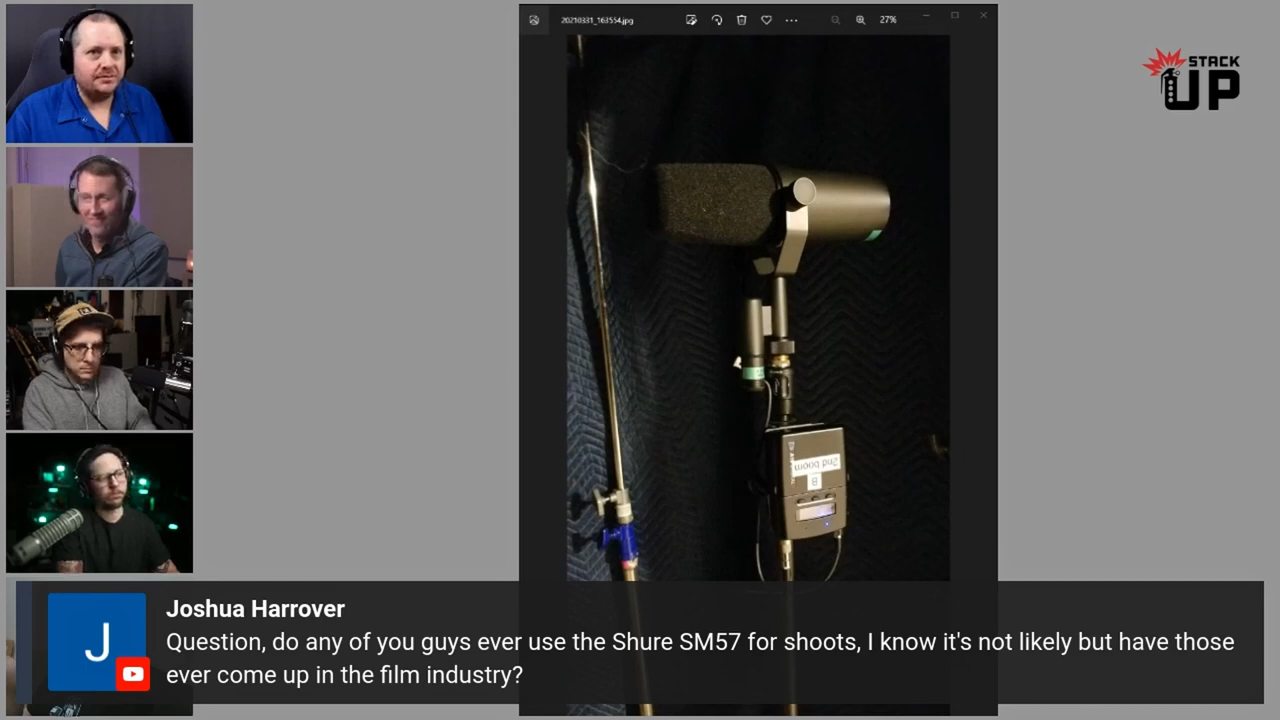 20210331_163554.jpg
27%
STACK
UP
2nd boom
8
J
Joshua Harrover
Question, do any of you guys ever use the Shure SM57 for shoots, I know it's not likely but have those
ever come up in the film industry?